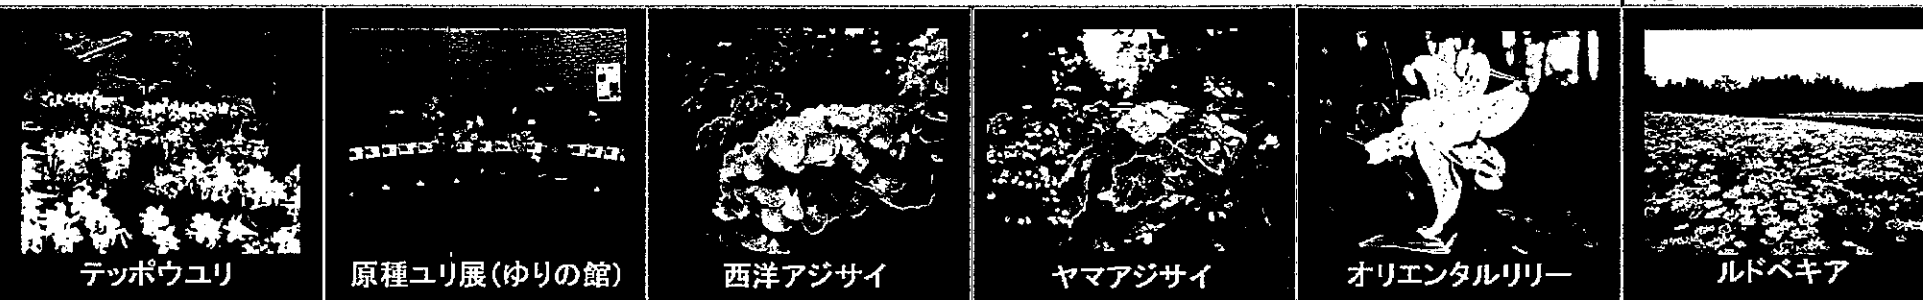 テッポウユリ
原種ユリ展(ゆりの館)
西洋アジサイ
ヤマアジサイ
オリエンタルリリー
ルドベキア